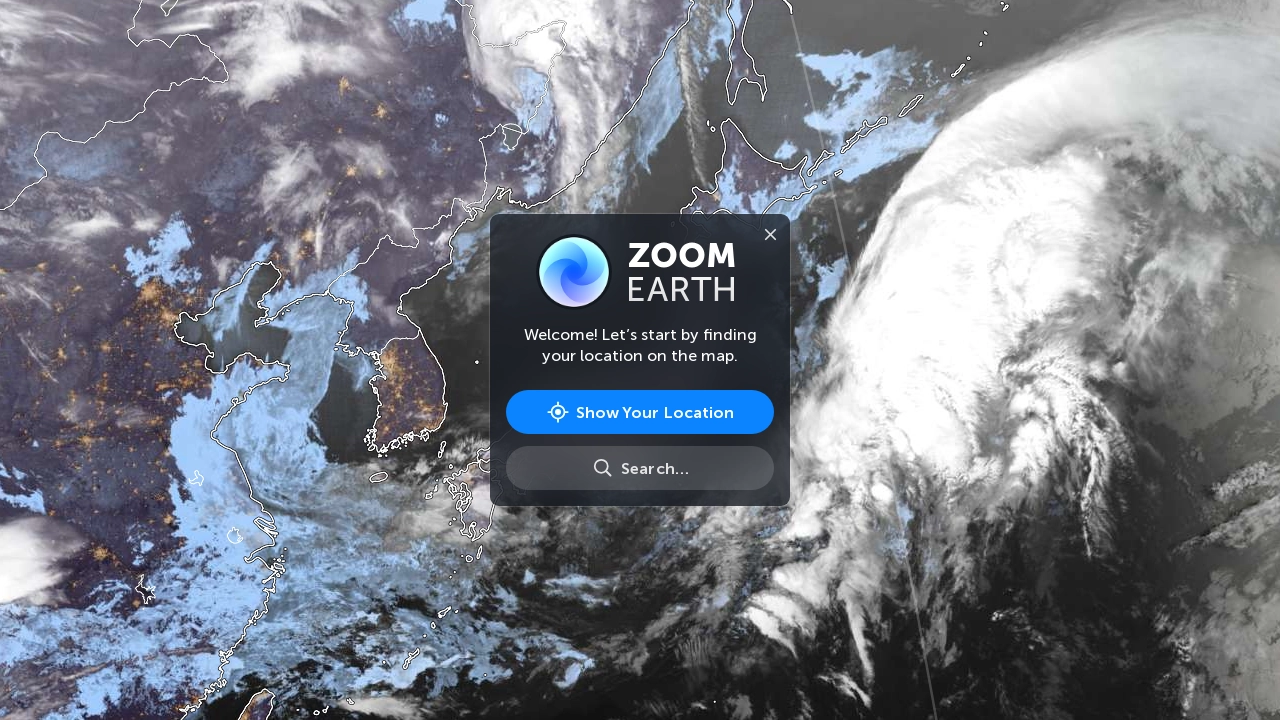 ZOOM
EARTH
Welcome! Let’s start by finding
your location on the map.
Show Your Location
Search…